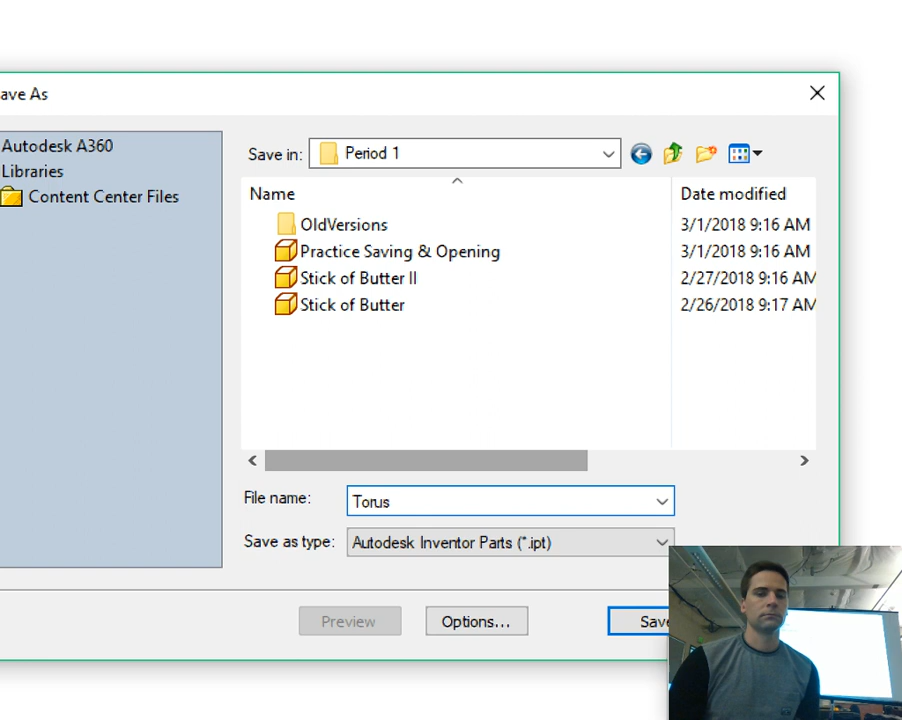 ave As
Autodesk A360
Libraries
Content Center Files
Save in: Period 1
Name Date modified
OldVersions 3/1/2018 9:16 AM
Practice Saving & Opening 3/1/2018 9:16 AM
Stick of Butter II 2/27/2018 9:16 AM
Stick of Butter 2/26/2018 9:17 AM
File name: Torus
Save as type: Autodesk Inventor Parts (*.ipt)
Preview Options... Save